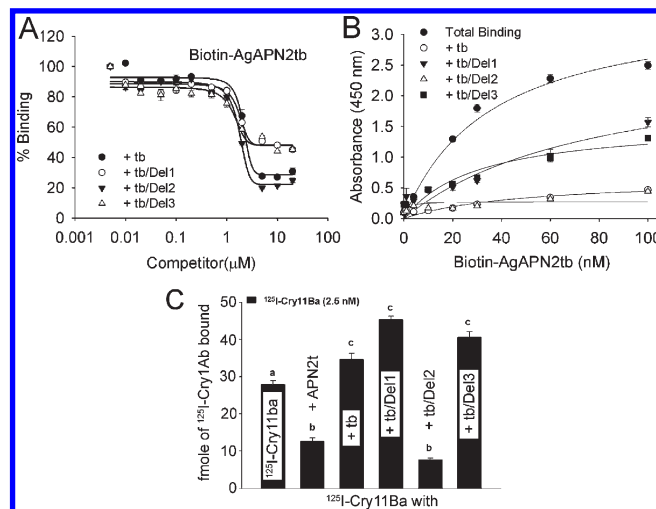 A
Biotin-AgAPN2tb
120
100
80
60
40
20
0
% Binding
+ tb
+ tb/Del1
+ tb/Del2
+ tb/Del3
0.001
0.01
0.1
1
10
100
Competitor(µM)
B
Total Binding
+ tb
+ tb/Del1
+ tb/Del2
+ tb/Del3
3.0
2.5
2.0
1.5
1.0
0.5
0.0
Absorbance (450 nm)
0
20
40
60
80
100
Biotin-AgAPN2tb (nM)
C
¹²⁵I-Cry11Ba (2.6 nM)
50
40
30
20
10
0
fmole of ¹²⁵I-Cry1Ab bound
a
¹²⁵I-Cry11ba
b
+ APN2t
c
+ tb
c
+ tb/Del1
b
+ tb/Del2
c
+ tb/Del3
¹²⁵I-Cry11Ba with